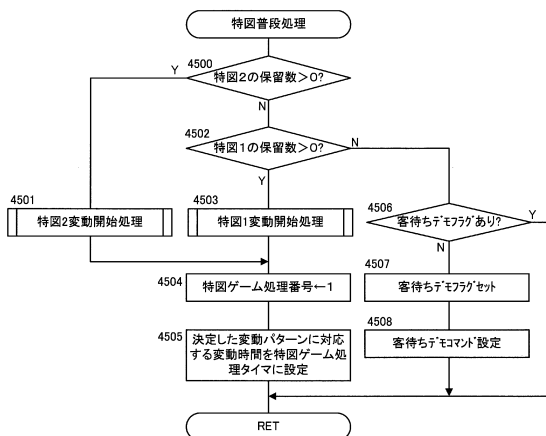 特図普段処理
4500
特図2の保留数>0?
Y
N
4502
特図1の保留数>0?
N
Y
4501
特図2変動開始処理
4503
特図1変動開始処理
4506
客待ちデモフラグあり?
Y
N
4504
特図ゲーム処理番号←1
4507
客待ちデモフラグセット
4505
決定した変動パターンに対応
する変動時間を特図ゲーム処
理タイマに設定
4508
客待ちデモコマンド設定
RET